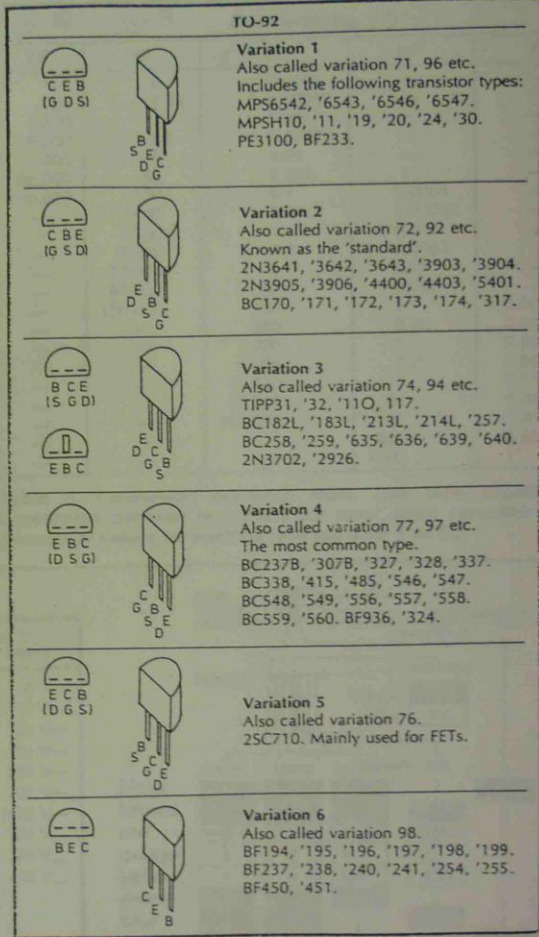 TO-92
C E B
(G D S)
B
S E
D C
G
Variation 1
Also called variation 71, 96 etc.
Includes the following transistor types:
MPS6542, '6543, '6546, '6547.
MPSH10, '11, '19, '20, '24, '30.
PE3100, BF233.
C B E
(G S D)
E
D B
S C
G
Variation 2
Also called variation 72, 92 etc.
Known as the 'standard'.
2N3641, '3642, '3643, '3903, '3904.
2N3905, '3906, '4400, '4403, '5401.
BC170, '171, '172, '173, '174, '317.
B C E
(S G D)
E B C
E
D C
G B
S
Variation 3
Also called variation 74, 94 etc.
TIPP31, '32, '11O, 117.
BC182L, '183L, '213L, '214L, '257.
BC258, '259, '635, '636, '639, '640.
2N3702, '2926.
E B C
(D S G)
C
G B
S E
D
Variation 4
Also called variation 77, 97 etc.
The most common type.
BC237B, '307B, '327, '328, '337.
BC338, '415, '485, '546, '547.
BC548, '549, '556, '557, '558.
BC559, '560. BF936, '324.
E C B
(D G S)
B
S C
G E
D
Variation 5
Also called variation 76.
2SC710. Mainly used for FETs.
B E C
C
E
B
Variation 6
Also called variation 98.
BF194, '195, '196, '197, '198, '199.
BF237, '238, '240, '241, '254, '255.
BF450, '451.